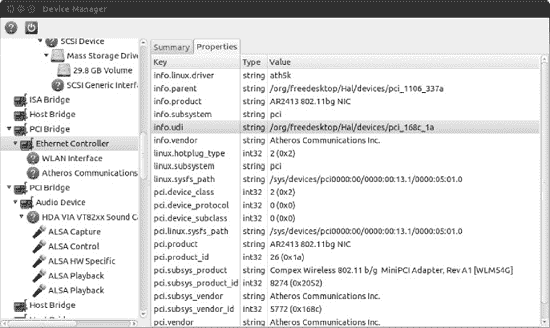 Device Manager
SCSI Device
Mass Storage Drive
29.8 GB Volume
SCSI Generic Interf
ISA Bridge
Host Bridge
PCI Bridge
Ethernet Controller
WLAN Interface
Atheros Communications
PCI Bridge
Audio Device
HDA VIA VT82xx Sound Ca
ALSA Capture
ALSA Control
ALSA HW Specific
ALSA Playback
ALSA Playback
Host Bridge
Host Bridge
Summary Properties
Key Type Value
info.linux.driver string ath5k
info.parent string /org/freedesktop/Hal/devices/pci_1106_337a
info.product string AR2413 802.11bg NIC
info.subsystem string pci
info.udi string /org/freedesktop/Hal/devices/pci_168c_1a
info.vendor string Atheros Communications Inc.
linux.hotplug_type int32 2 (0x2)
linux.subsystem string pci
linux.sysfs_path string /sys/devices/pci0000:00/0000:00:13.1/0000:05:01.0
pci.device_class int32 2 (0x2)
pci.device_protocol int32 0 (0x0)
pci.device_subclass int32 0 (0x0)
pci.linux.sysfs_path string /sys/devices/pci0000:00/0000:00:13.1/0000:05:01.0
pci.product string AR2413 802.11bg NIC
pci.product_id int32 26 (0x1a)
pci.subsys_product string Compex Wireless 802.11 b/g MiniPCI Adapter, Rev A1 [WLM54G]
pci.subsys_product_id int32 8274 (0x2052)
pci.subsys_vendor string Atheros Communications Inc.
pci.subsys_vendor_id int32 5772 (0x168c)
pci.vendor string Atheros Communications Inc.